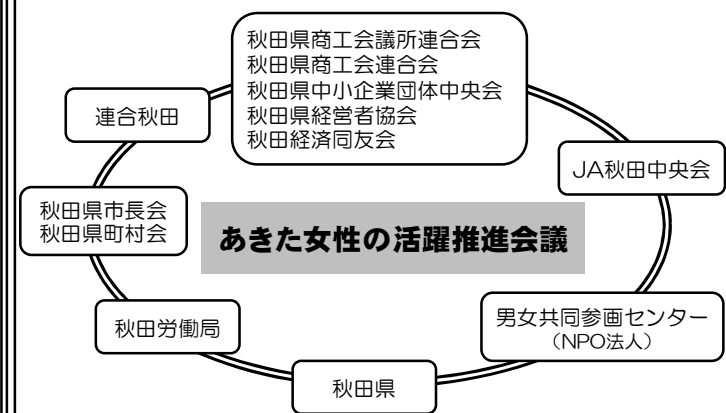 秋田県商工会議所連合会
秋田県商工会連合会
秋田県中小企業団体中央会
秋田県経営者協会
秋田経済同友会
連合秋田
JA秋田中央会
秋田県市長会
秋田県町村会
あきた女性の活躍推進会議
秋田労働局
男女共同参画センター
（NPO法人）
秋田県